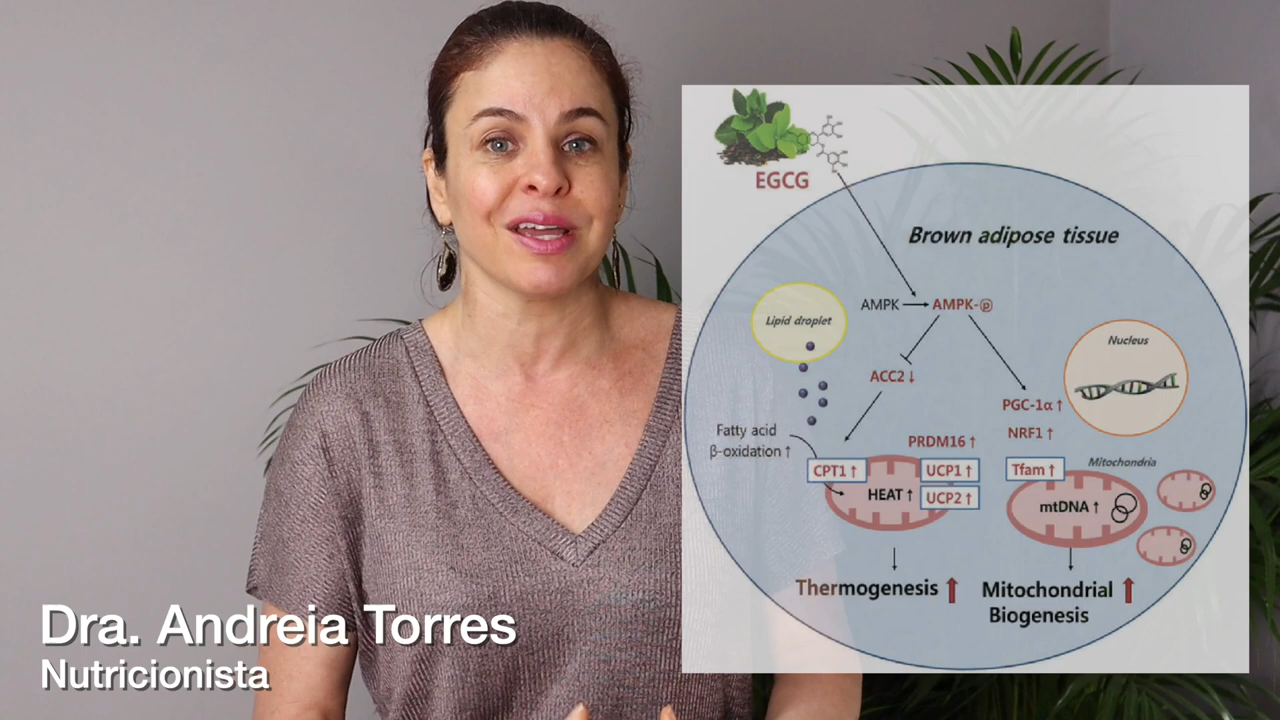 EGCG
Brown adipose tissue
AMPK
AMPK-ⓟ
Lipid droplet
Nucleus
ACC2↓
PGC-1α↑
NRF1↑
Fatty acid
β-oxidation↑
PRDM16↑
CPT1↑
UCP1↑
Tfam↑
Mitochondria
HEAT↑
UCP2↑
mtDNA↑
Thermogenesis
Mitochondrial
Biogenesis
Dra. Andreia Torres
Nutricionista